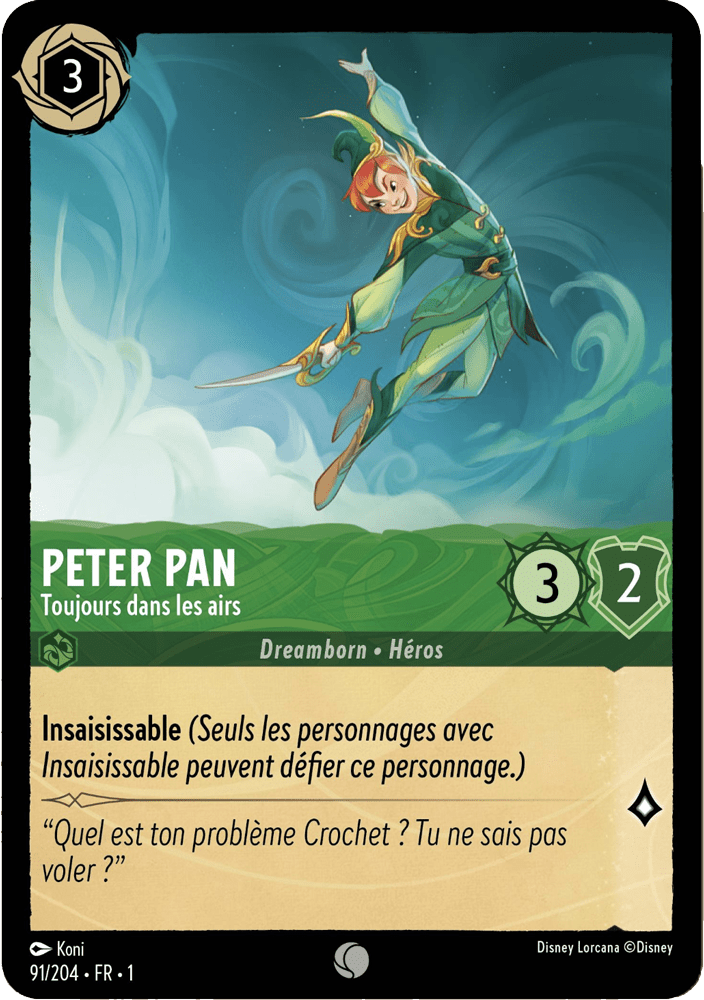 3
PETER PAN
Toujours dans les airs
3
2
Dreamborn • Héros
Insaisissable (Seuls les personnages avec
Insaisissable peuvent défier ce personnage.)
“Quel est ton problème Crochet ? Tu ne sais pas
voler ?”
Koni
Disney Lorcana ©Disney
91/204 • FR • 1